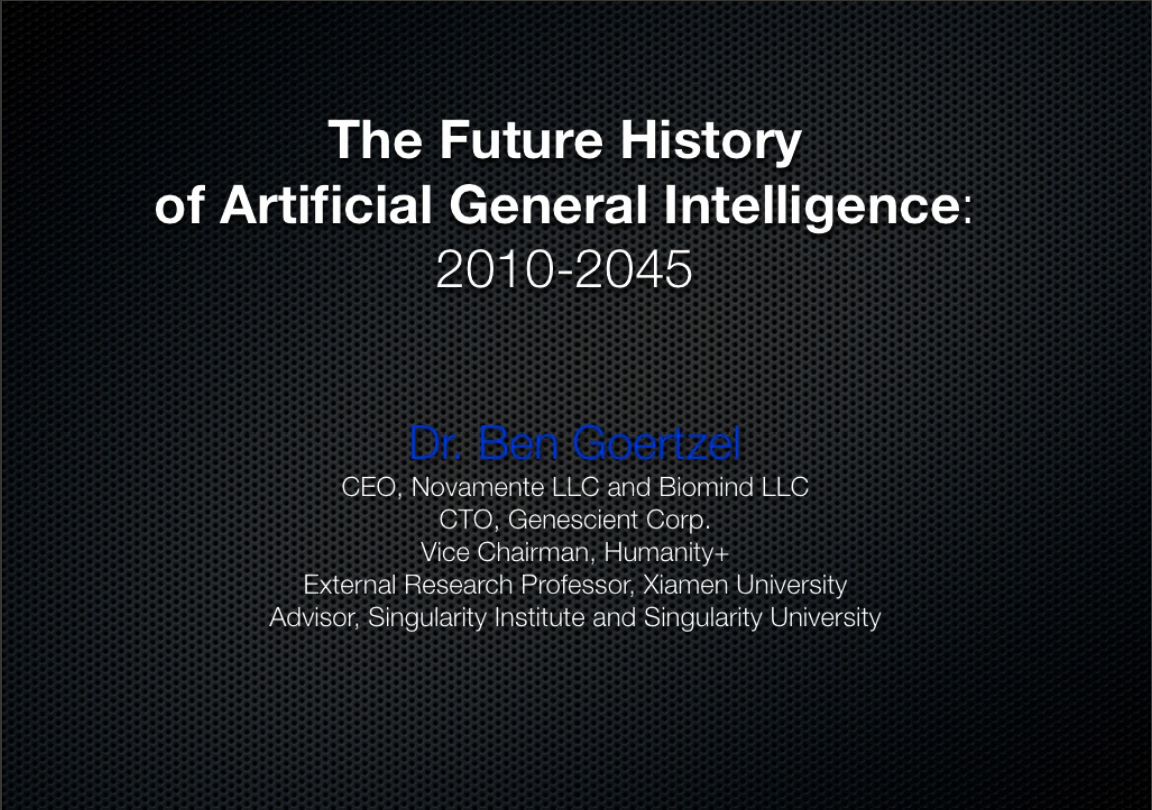 The Future History
of Artificial General Intelligence:
2010-2045
Dr. Ben Goertzel
CEO, Novamente LLC and Biomind LLC
CTO, Genescient Corp.
Vice Chairman, Humanity+
External Research Professor, Xiamen University
Advisor, Singularity Institute and Singularity University